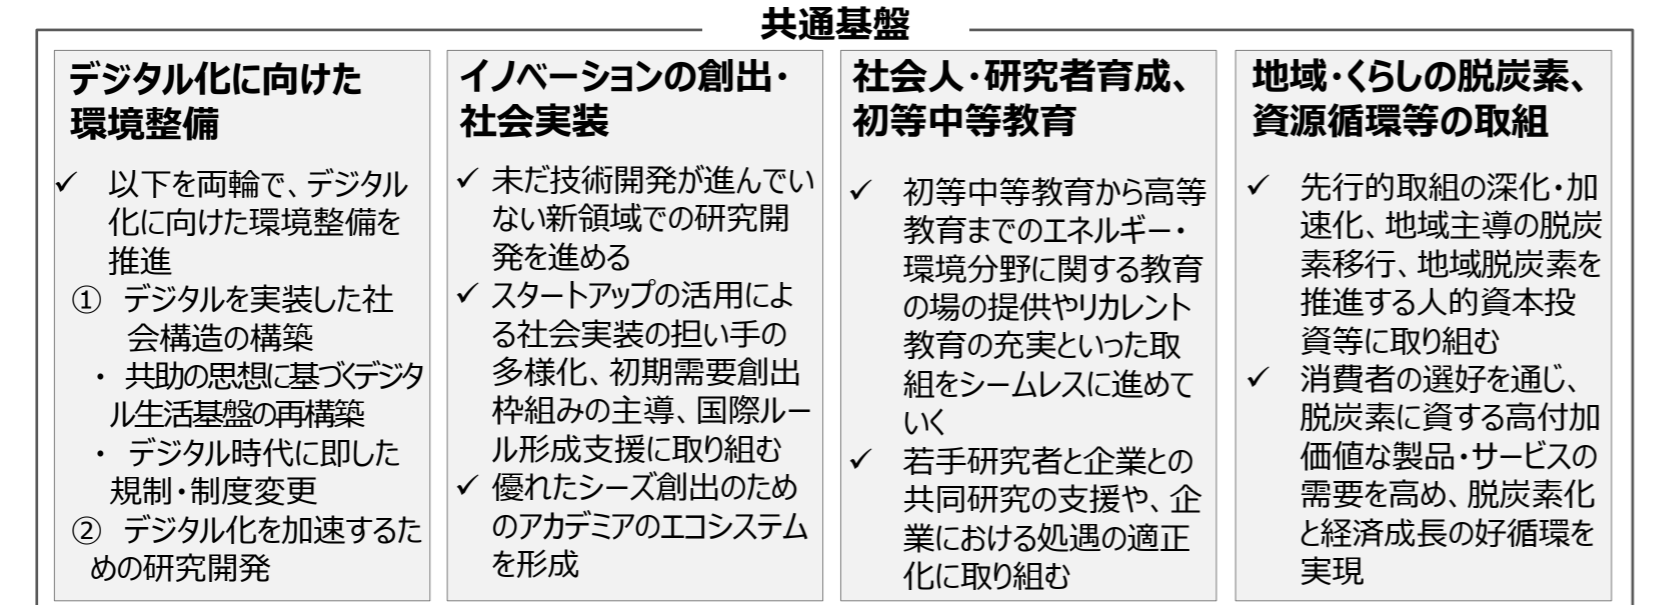 共通基盤
デジタル化に向けた
環境整備
✓ 以下を両輪で、デジタル
化に向けた環境整備を
推進
① デジタルを実装した社
会構造の構築
・ 共助の思想に基づくデジタ
ル生活基盤の再構築
・ デジタル時代に即した
規制・制度変更
② デジタル化を加速するた
めの研究開発
イノベーションの創出・
社会実装
✓ 未だ技術開発が進んでい
ない新領域での研究開
発を進める
✓ スタートアップの活用によ
る社会実装の担い手の
多様化、初期需要創出
枠組みの主導、国際ルー
ル形成支援に取り組む
✓ 優れたシーズ創出のため
のアカデミアのエコシステム
を形成
社会人・研究者育成、
初等中等教育
✓ 初等中等教育から高等
教育までのエネルギー・
環境分野に関する教育
の場の提供やリカレント
教育の充実といった取
組をシームレスに進めて
いく
✓ 若手研究者と企業との
共同研究の支援や、企
業における処遇の適正
化に取り組む
地域・くらしの脱炭素、
資源循環等の取組
✓ 先行的取組の深化・加
速化、地域主導の脱炭
素移行、地域脱炭素を
推進する人的資本投
資等に取り組む
✓ 消費者の選好を通じ、
脱炭素に資する高付加
価値な製品・サービスの
需要を高め、脱炭素化
と経済成長の好循環を
実現